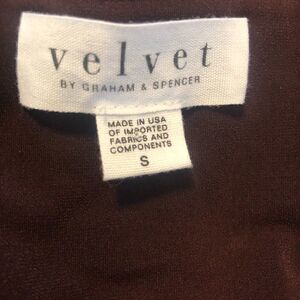 velvet
BY GRAHAM & SPENCER
MADE IN USA
OF IMPORTED
FABRICS AND
COMPONENTS
S